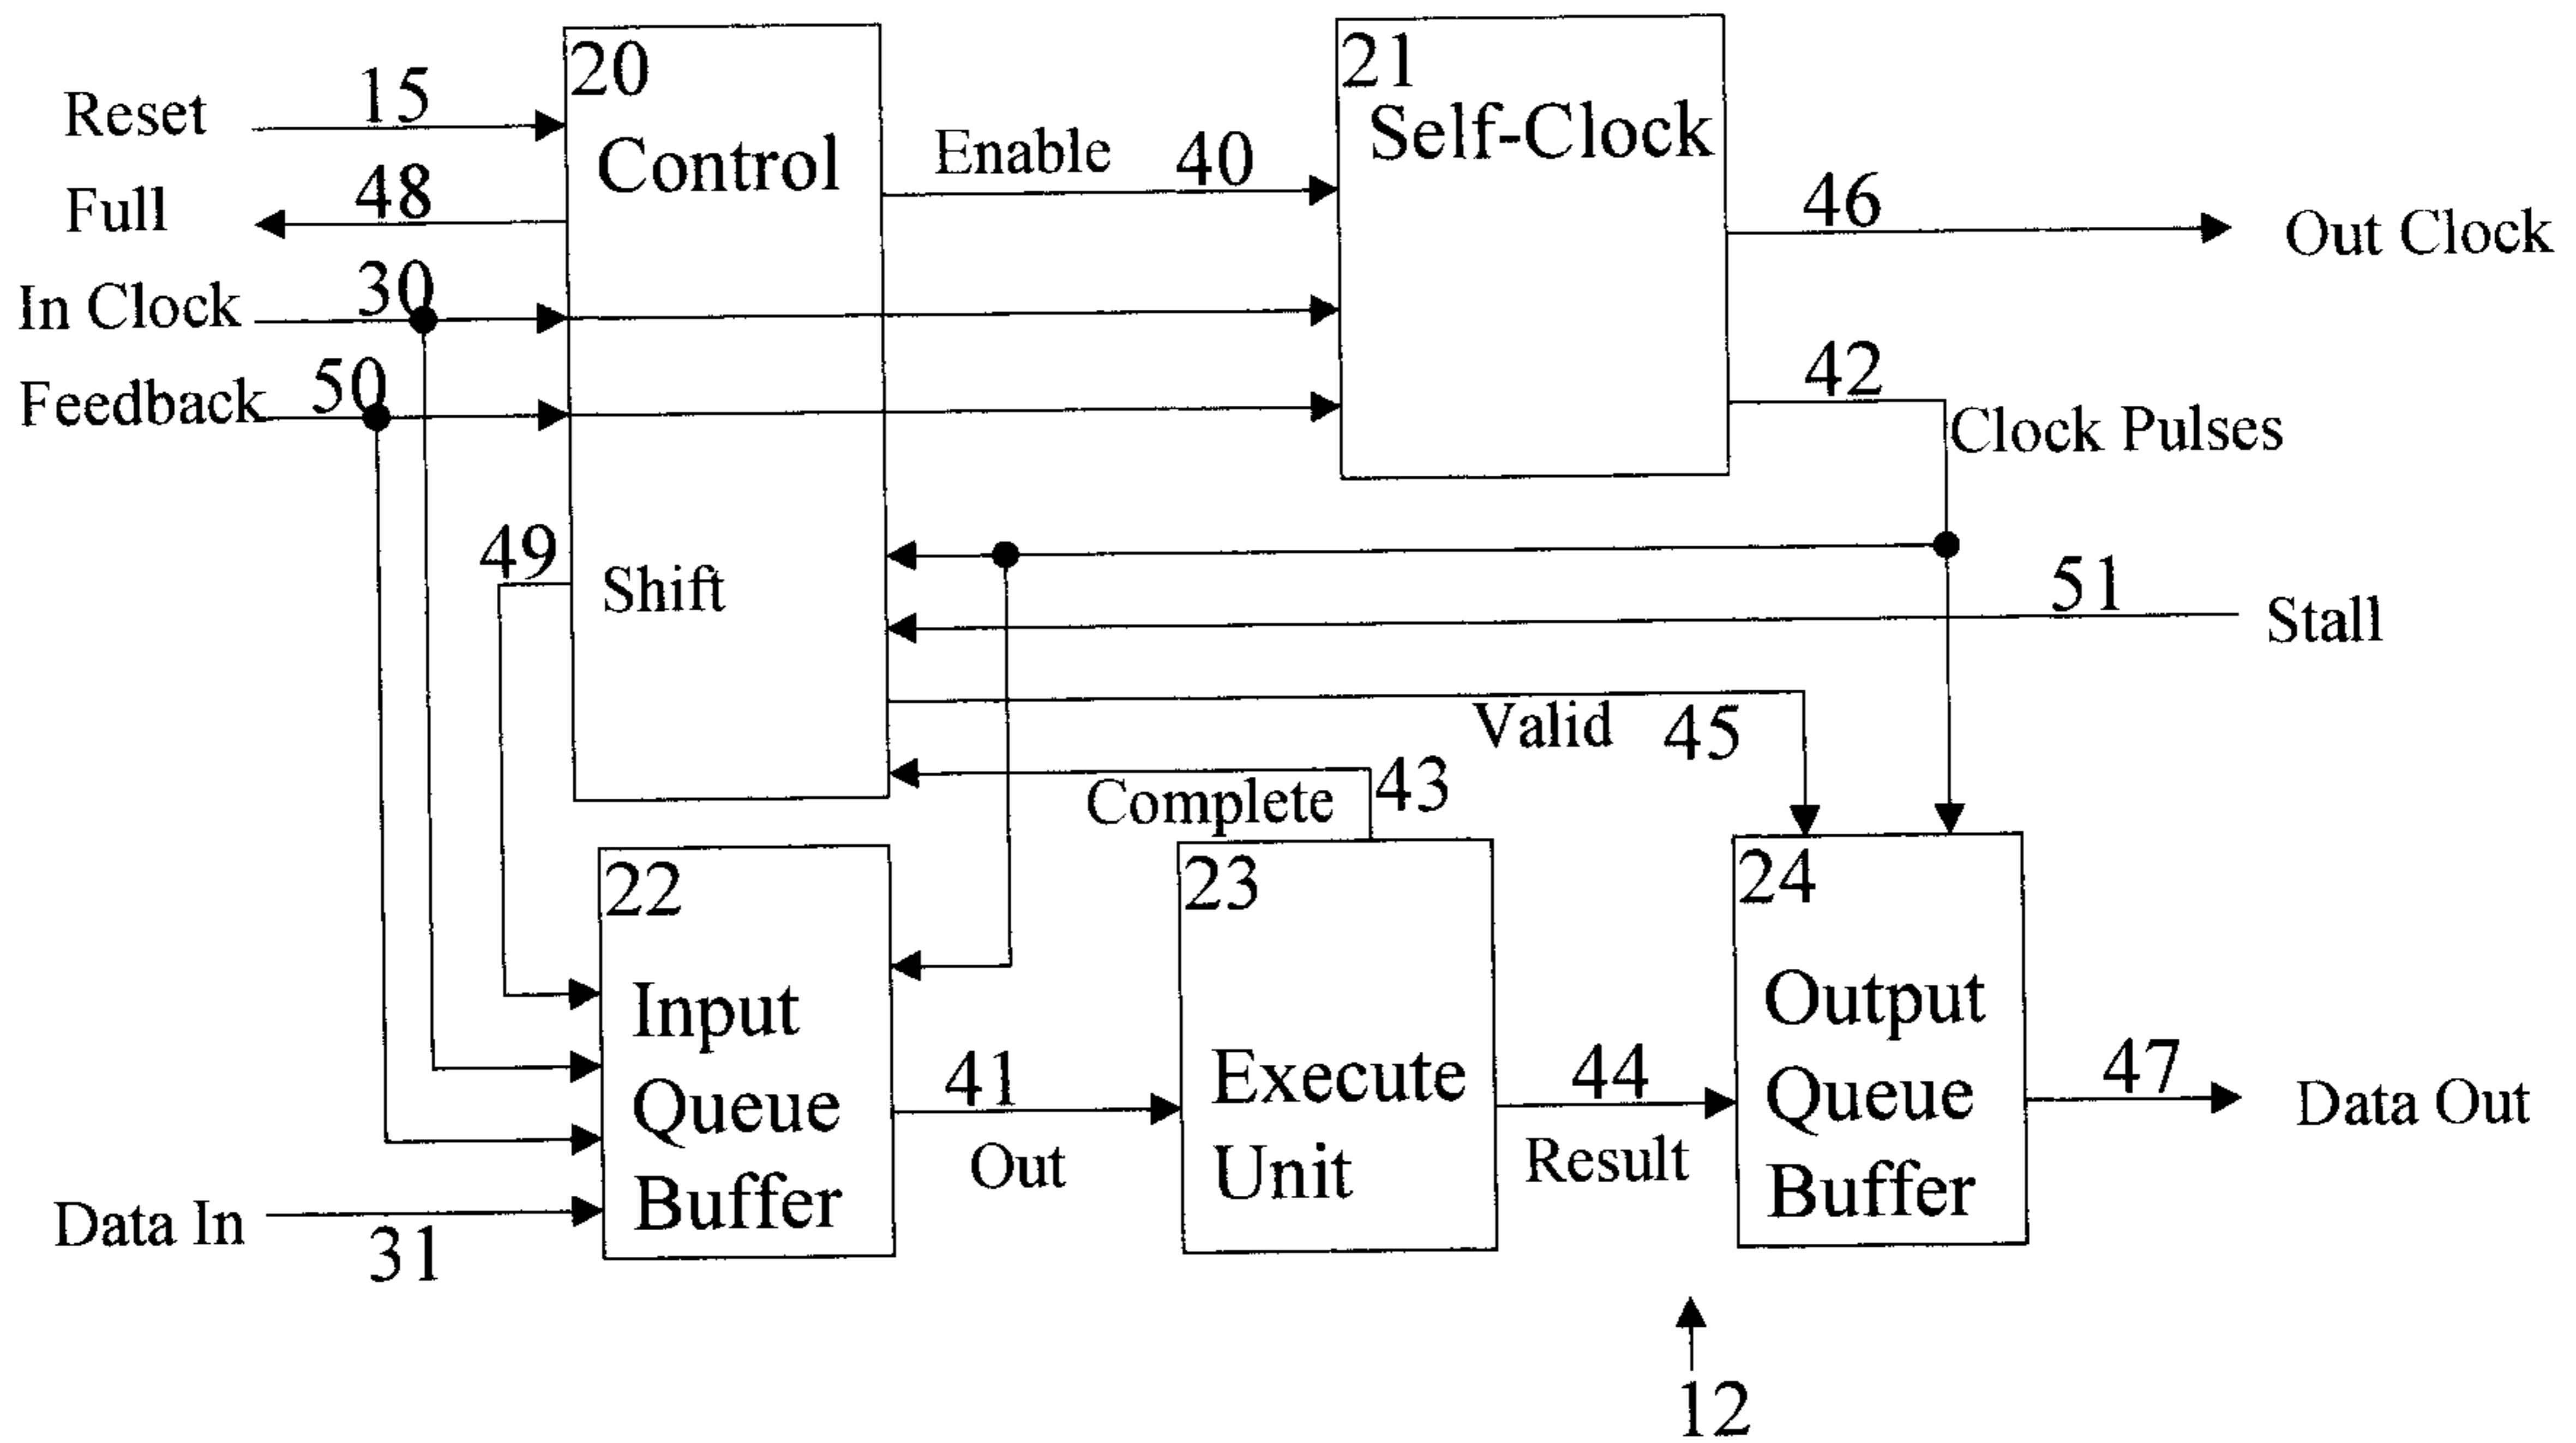 Reset
15
Full
48
In Clock
30
Feedback
50
20
Control
Shift
49
Enable
40
21
Self-Clock
46
Out Clock
42
Clock Pulses
51
Stall
Valid
45
Complete
43
22
Input
Queue
Buffer
Data In
31
41
Out
23
Execute
Unit
44
Result
24
Output
Queue
Buffer
47
Data Out
12